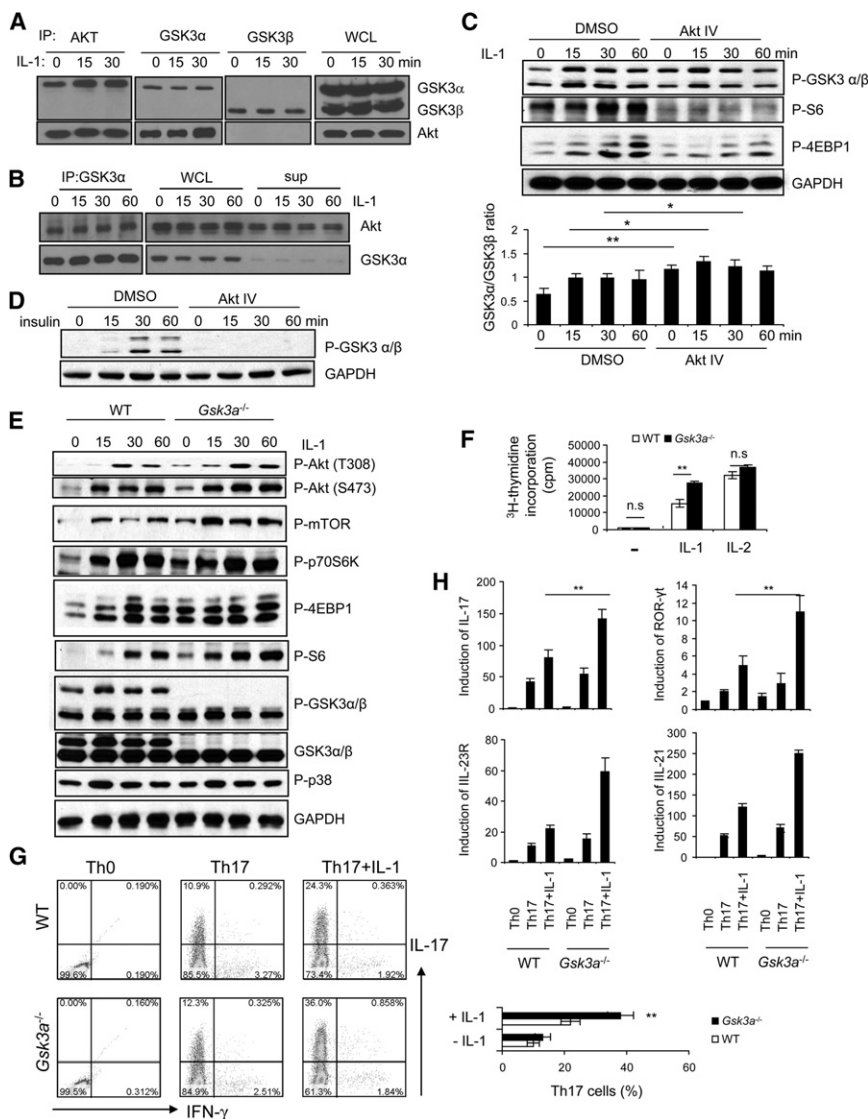 A
IP: AKT GSK3α GSK3β WCL
IL-1: 0 15 30 0 15 30 0 15 30 0 15 30 min
GSK3α
GSK3β
Akt
B
IP:GSK3α WCL sup
0 15 30 60 0 15 30 60 0 15 30 60 IL-1
Akt
GSK3α
C
DMSO Akt IV
IL-1 0 15 30 60 0 15 30 60 min
P-GSK3 α/β
P-S6
P-4EBP1
GAPDH
*
*
**
GSK3α/GSK3β ratio
2
1.5
1
0.5
0
0 15 30 60 0 15 30 60 min
DMSO Akt IV
D
DMSO Akt IV
insulin 0 15 30 60 0 15 30 60 min
P-GSK3 α/β
GAPDH
E
WT Gsk3a-/-
0 15 30 60 0 15 30 60 IL-1
P-Akt (T308)
P-Akt (S473)
P-mTOR
P-p70S6K
P-4EBP1
P-S6
P-GSK3α/β
GSK3α/β
P-p38
GAPDH
F
WT Gsk3a-/-
³H-thymidine
incorporation
(cpm)
50000
40000
30000
20000
10000
0
n.s
**
n.s
- IL-1 IL-2
G
Th0 Th17 Th17+IL-1
WT
0.00% 0.190% 10.9% 0.292% 24.3% 0.363%
99.6% 0.190% 85.5% 3.27% 73.4% 1.92%
IL-17
Gsk3a-/-
0.00% 0.160% 12.3% 0.325% 36.0% 0.858%
99.5% 0.312% 84.9% 2.51% 61.3% 1.84%
IFN-γ
H
Induction of IL-17
200
150
100
50
0
**
Induction of ROR-γt
14
12
10
8
6
4
2
0
**
Induction of IIL-23R
80
60
40
20
0
Induction of IIL-21
300
250
200
150
100
50
0
Th0 Th17 Th17+IL-1 Th0 Th17 Th17+IL-1
WT Gsk3a-/-
Th0 Th17 Th17+IL-1 Th0 Th17 Th17+IL-1
WT Gsk3a-/-
+ IL-1
- IL-1
**
Gsk3a-/-
WT
0 20 40 60
Th17 cells (%)